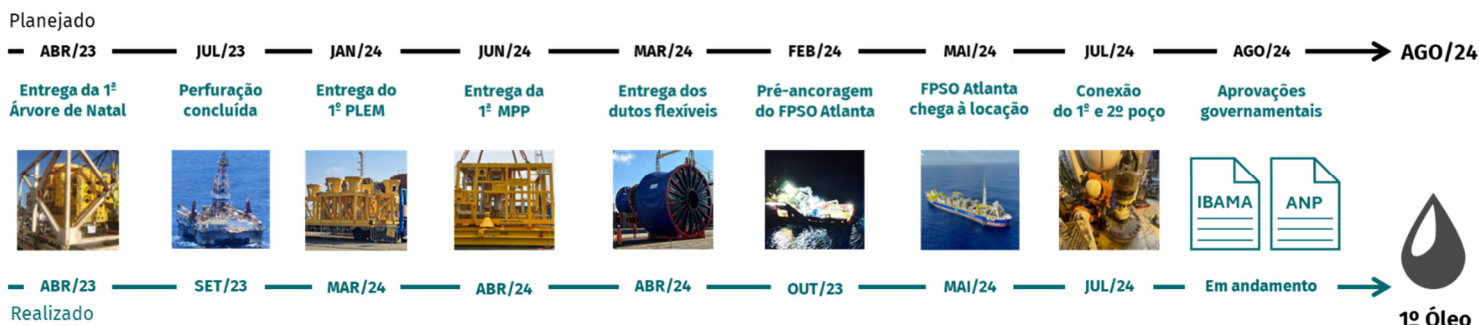 Planejado
ABR/23 JUL/23 JAN/24 JUN/24 MAR/24 FEB/24 MAI/24 JUL/24 AGO/24 AGO/24
Entrega da 1ª Perfuração Entrega do Entrega da Entrega dos Pré-ancoragem FPSO Atlanta Conexão Aprovações
Árvore de Natal concluída 1º PLEM 1ª MPP dutos flexíveis do FPSO Atlanta chega à locação do 1º e 2º poço governamentais
IBAMA ANP
ABR/23 SET/23 MAR/24 ABR/24 ABR/24 OUT/23 MAI/24 JUL/24 Em andamento
Realizado
1º Óleo